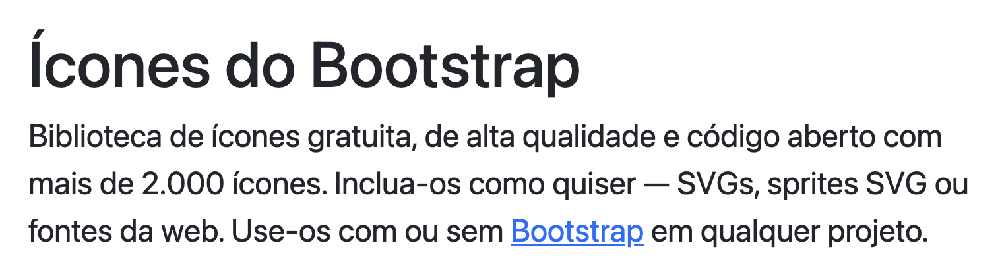 Ícones do Bootstrap
Biblioteca de ícones gratuita, de alta qualidade e código aberto com
mais de 2.000 ícones. Inclua-os como quiser — SVGs, sprites SVG ou
fontes da web. Use-os com ou sem Bootstrap em qualquer projeto.